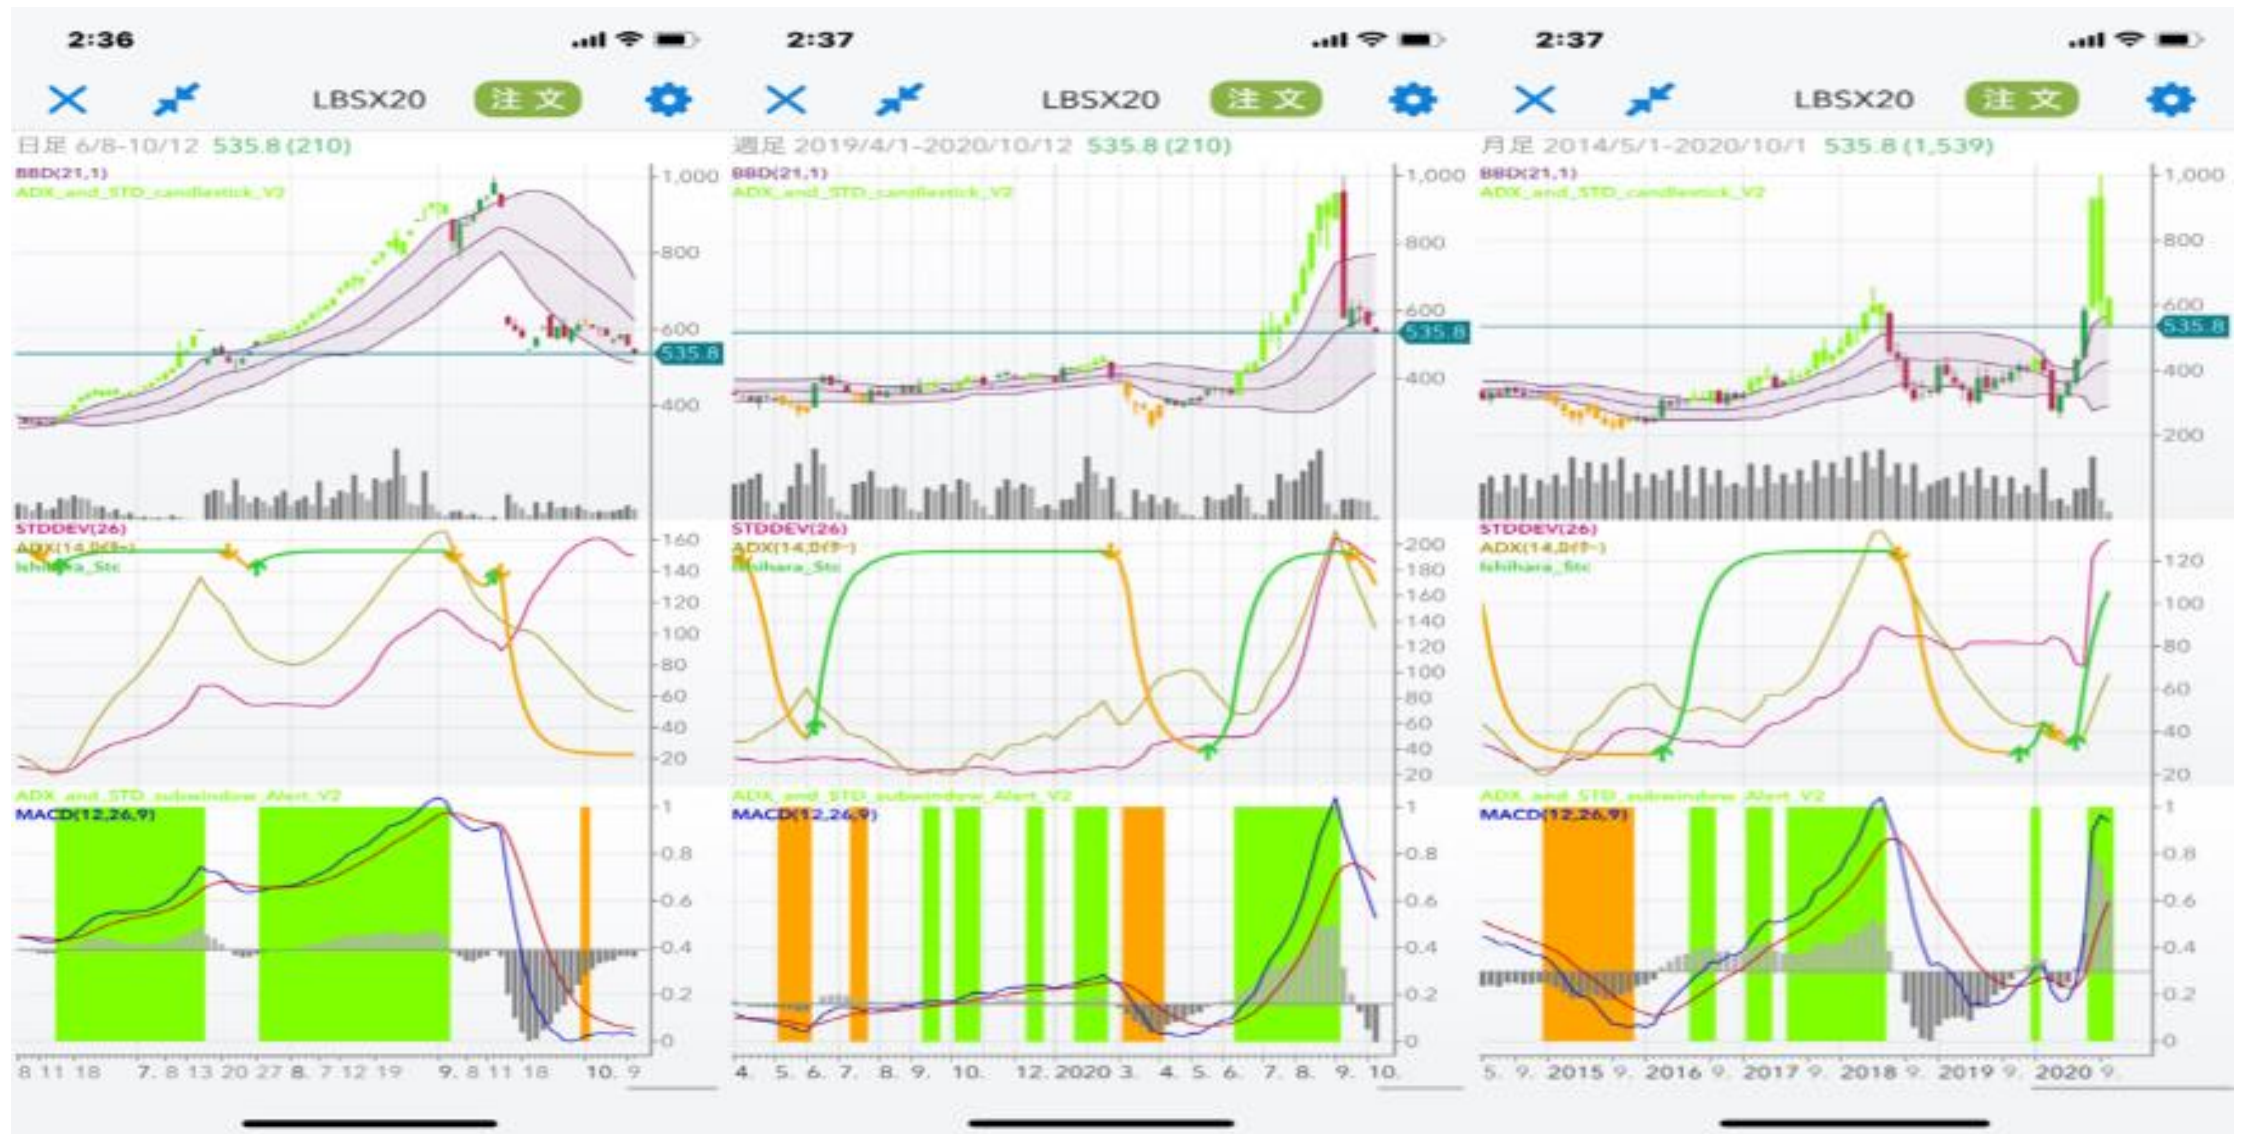 2:36
LBSX20
注文
日足 6/8-10/12 535.8 (210)
BBD(21,1)
ADX_and_STD_candlestick_V2
1,000
800
600
535.8
400
STDDEV(26)
ADX(14,
Ishihara_Stc
160
140
120
100
80
60
40
20
ADX_and_STD_subwindow_Alert_V2
MACD(12,26,9)
1
0.8
0.6
0.4
0.2
0
8 11 18 7. 8 13 20 27 8. 7 12 19 9. 8 11 18 10. 9
2:37
LBSX20
注文
週足 2019/4/1-2020/10/12 535.8 (210)
BBD(21,1)
ADX_and_STD_candlestick_V2
1,000
800
600
535.8
400
STDDEV(26)
ADX(14,
Ishihara_Stc
200
180
160
140
120
100
80
60
40
20
ADX_and_STD_subwindow_Alert_V2
MACD(12,26,9)
1
0.8
0.6
0.4
0.2
0
4. 5. 6. 7. 8. 9. 10. 12. 2020 3. 4. 5. 6. 7. 8. 9. 10.
2:37
LBSX20
注文
月足 2014/5/1-2020/10/1 535.8 (1,539)
BBD(21,1)
ADX_and_STD_candlestick_V2
1,000
800
600
535.8
400
200
STDDEV(26)
ADX(14,
Ishihara_Stc
120
100
80
60
40
20
ADX_and_STD_subwindow_Alert_V2
MACD(12,26,9)
1
0.8
0.6
0.4
0.2
0
5. 9. 2015 9. 2016 9. 2017 9. 2018 9. 2019 9. 2020 9.